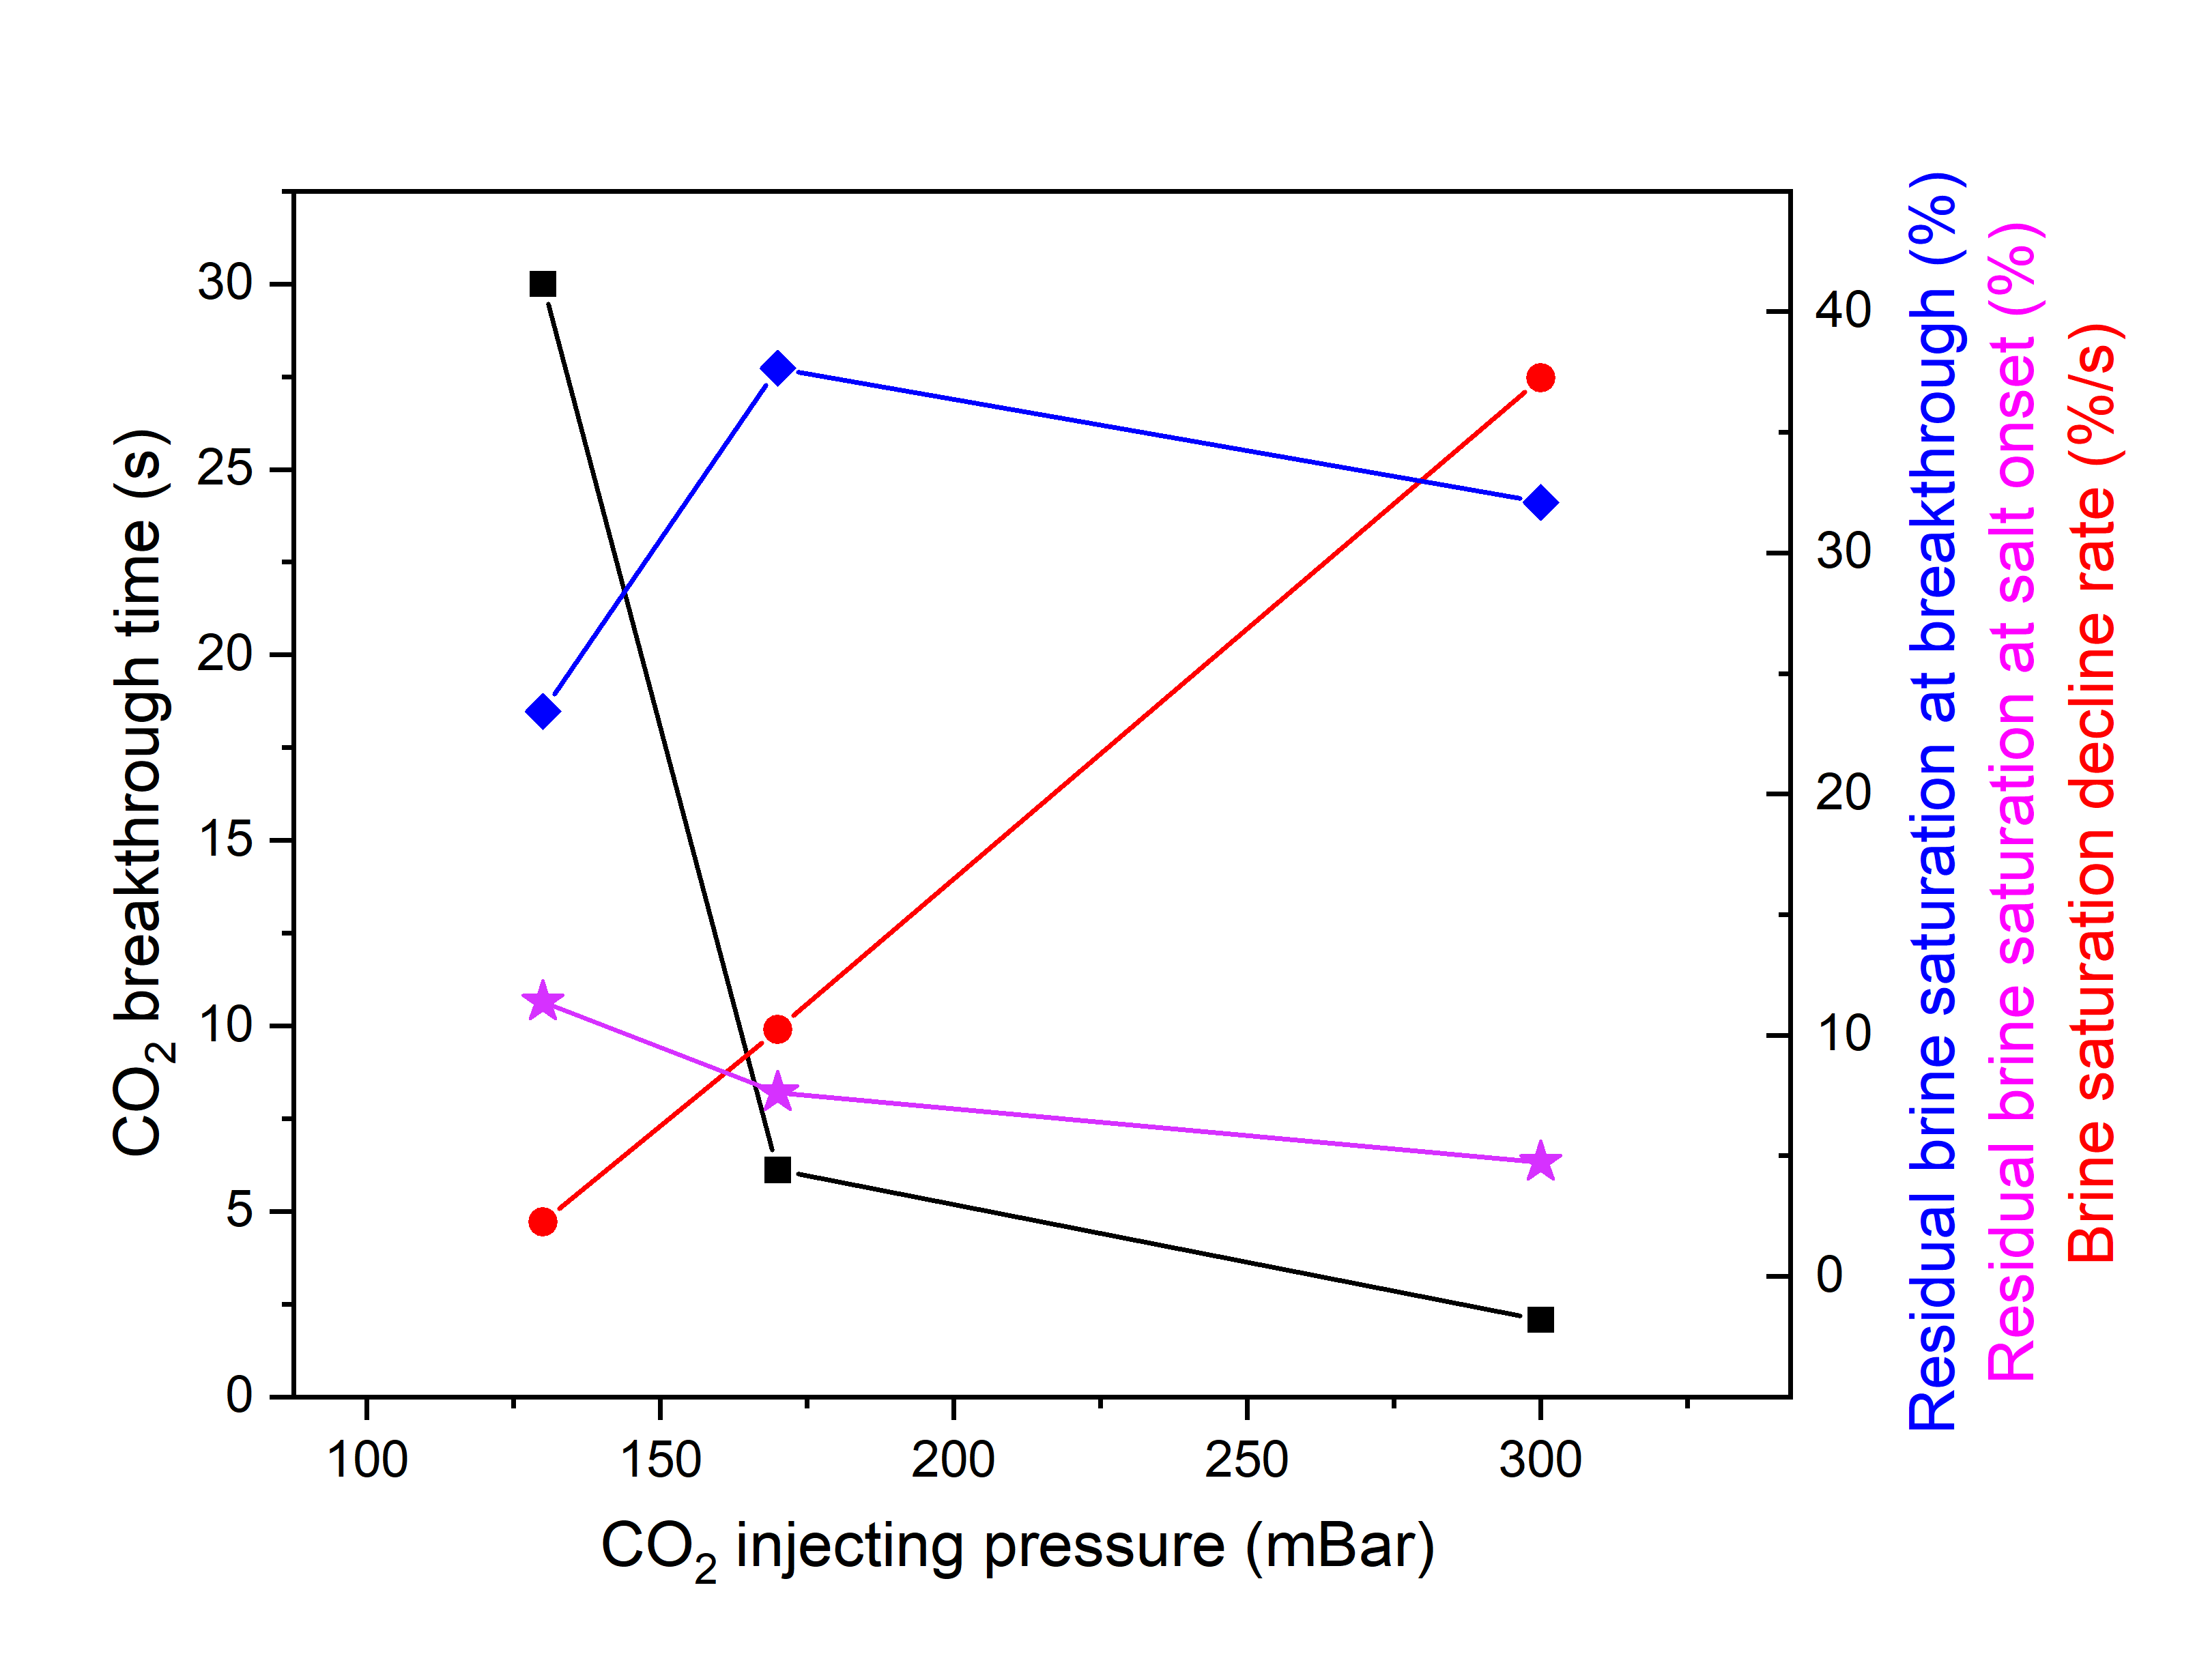 CO₂ breakthrough time (s)
30
25
20
15
10
5
0
100 150 200 250 300
CO₂ injecting pressure (mBar)
40
30
20
10
0
Residual brine saturation at breakthrough (%)
Residual brine saturation at salt onset (%)
Brine saturation decline rate (%/s)